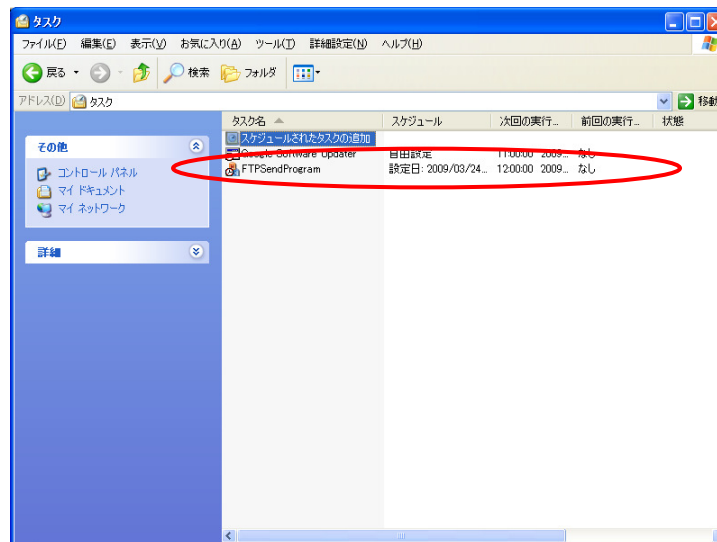 タスク
ファイル(F) 編集(E) 表示(V) お気に入り(A) ツール(T) 詳細設定(N) ヘルプ(H)
戻る 検索 フォルダ
アドレス(D) タスク 移動
タスク名 スケジュール 次回の実行... 前回の実行... 状態
スケジュールされたタスクの追加
Google Software Updater 自由設定 11:00:00 2009... なし
FTPSendProgram 設定日: 2009/03/24... 12:00:00 2009... なし
その他
コントロール パネル
マイ ドキュメント
マイ ネットワーク
詳細